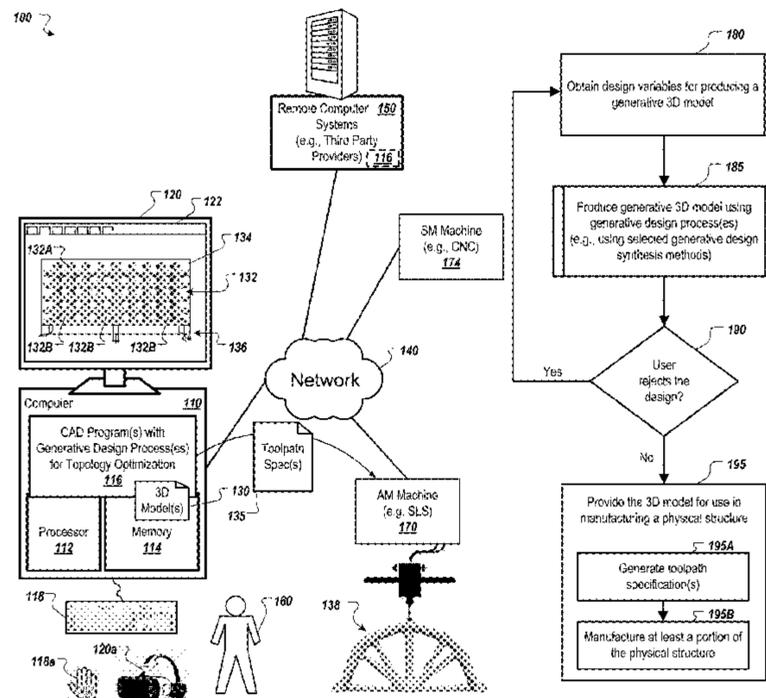 100
Remote Computer 150
Systems
(e.g., Third Party
Providers) 116
120
122
134
132A
132
132B 132B 132B
136
SM Machine
(e.g., CNC)
174
140
Network
Computer 110
CAD Program(s) with
Generative Design Process(es)
for Topology Optimization
116
3D
Model(s)
130
Processor
112
Memory
114
Toolpath
Spec(s)
135
AM Machine
(e.g. SLS)
170
118
160
138
118a
120a
180
Obtain design variables for producing a
generative 3D model
185
Produce generative 3D model using
generative design process(es)
(e.g., using selected generative design
synthesis methods)
190
User
rejects the
design?
Yes
No
195
Provide the 3D model for use in
manufacturing a physical structure
195A
Generate toolpath
specification(s)
195B
Manufacture at least a portion of
the physical structure